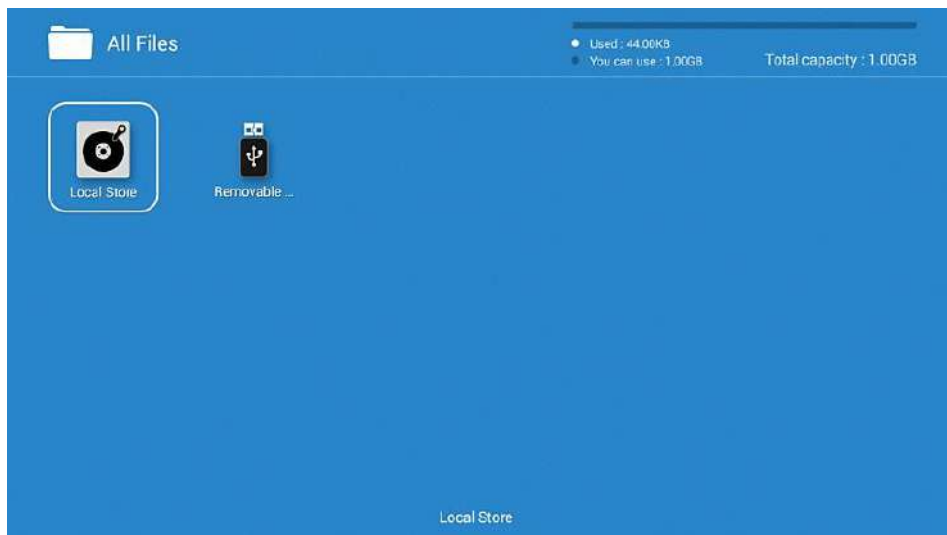 All Files
Used : 44.00KB
You can use : 1.00GB
Total capacity : 1.00GB
Local Store
Removable ...
Local Store